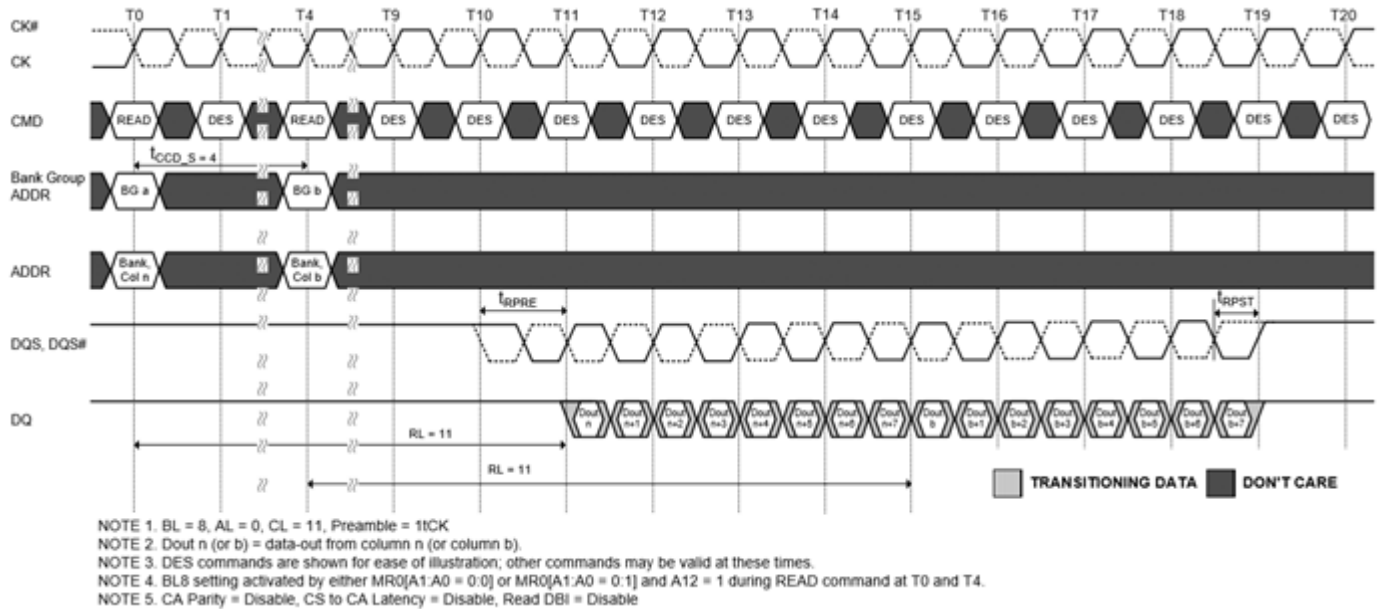 T0 T1 T4 T9 T10 T11 T12 T13 T14 T15 T16 T17 T18 T19 T20
CK#
CK
CMD READ DES READ DES DES DES DES DES DES DES DES DES DES DES DES
tCCD_S = 4
Bank Group
ADDR
BG a BG b
ADDR
Bank, Bank,
Col n Col b
tRPRE tRPST
DQS, DQS#
DQ
Dout Dout Dout Dout Dout Dout Dout Dout Dout Dout Dout Dout Dout Dout Dout Dout
n n+1 n+2 n+3 n+4 n+5 n+6 n+7 b b+1 b+2 b+3 b+4 b+5 b+6 b+7
RL = 11
RL = 11
TRANSITIONING DATA DON'T CARE
NOTE 1. BL = 8, AL = 0, CL = 11, Preamble = 1tCK
NOTE 2. Dout n (or b) = data-out from column n (or column b).
NOTE 3. DES commands are shown for ease of illustration; other commands may be valid at these times.
NOTE 4. BL8 setting activated by either MR0[A1:A0 = 0:0] or MR0[A1:A0 = 0:1] and A12 = 1 during READ command at T0 and T4.
NOTE 5. CA Parity = Disable, CS to CA Latency = Disable, Read DBI = Disable